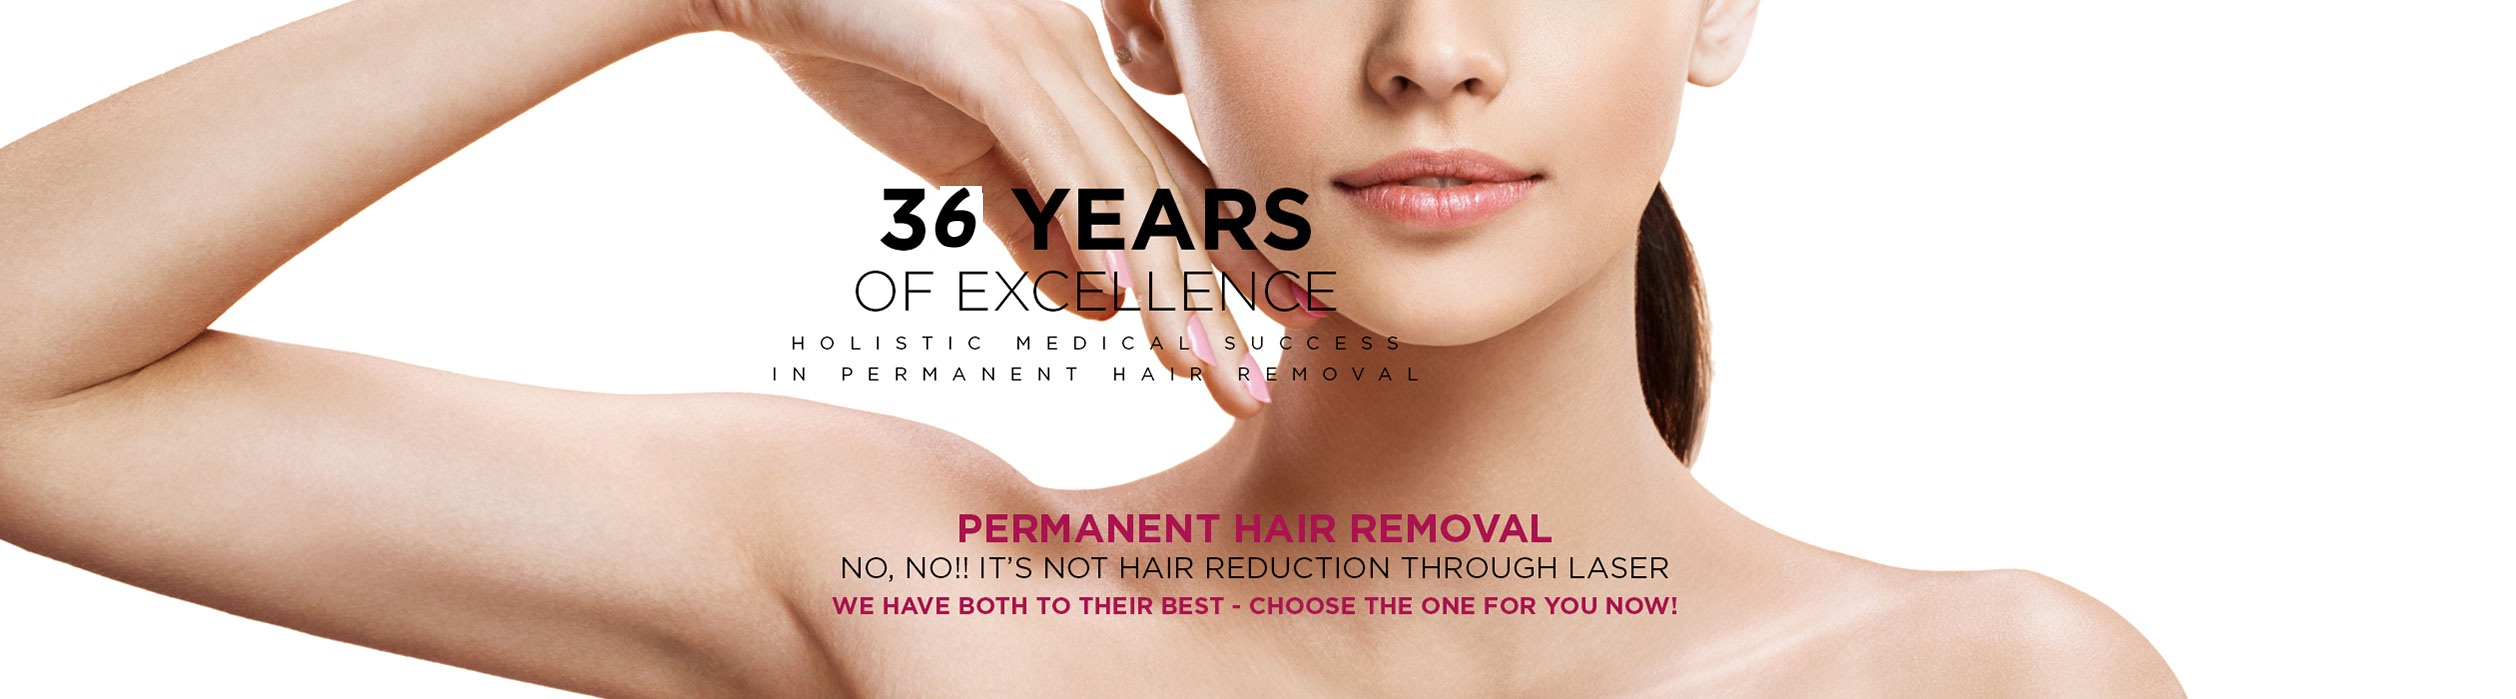 36 YEARS
OF EXCELLENCE
HOLISTIC MEDICAL SUCCESS
IN PERMANENT HAIR REMOVAL
PERMANENT HAIR REMOVAL
NO, NO!! IT'S NOT HAIR REDUCTION THROUGH LASER
WE HAVE BOTH TO THEIR BEST - CHOOSE THE ONE FOR YOU NOW!